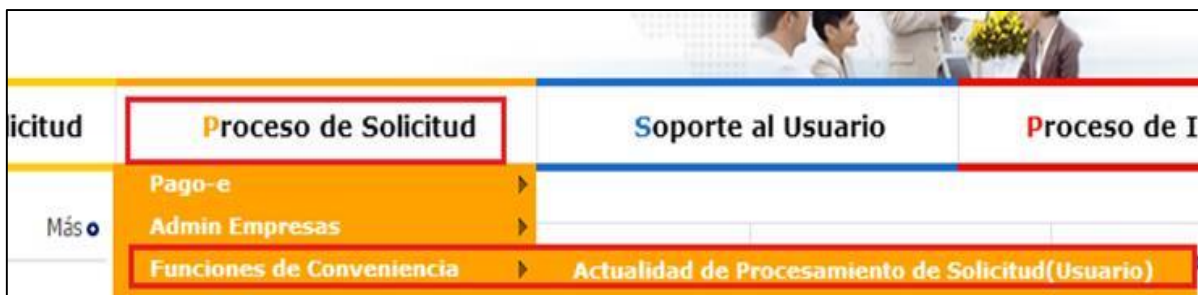 icitud Proceso de Solicitud Soporte al Usuario Proceso de I
Pago-e
Más Admin Empresas
Funciones de Conveniencia Actualidad de Procesamiento de Solicitud(Usuario)